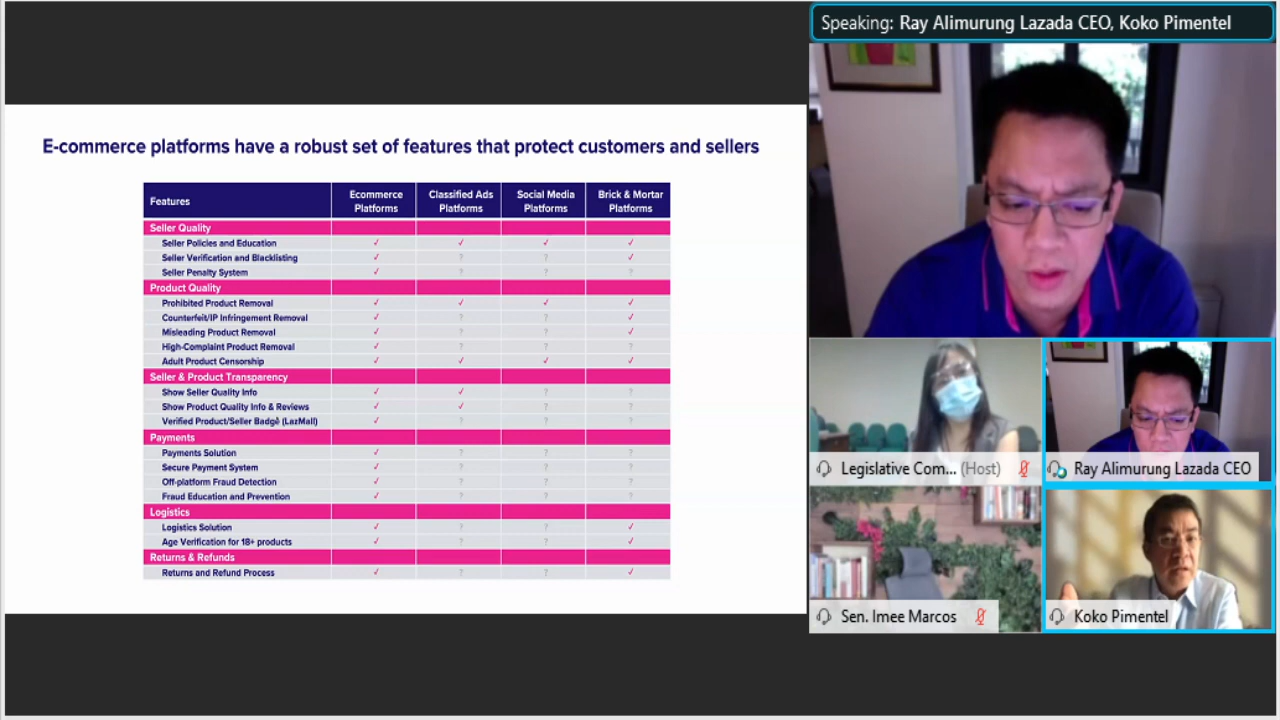 Speaking: Ray Alimurung Lazada CEO, Koko Pimentel
E-commerce platforms have a robust set of features that protect customers and sellers
Features Ecommerce Platforms Classified Ads Platforms Social Media Platforms Brick & Mortar Platforms
Seller Quality
Seller Policies and Education ✓ ✓ ✓ ✓
Seller Verification and Blacklisting ✓ ? ? ✓
Seller Penalty System ✓ ? ? ?
Product Quality
Prohibited Product Removal ✓ ✓ ✓ ✓
Counterfeit/IP Infringement Removal ✓ ? ? ✓
Misleading Product Removal ✓ ? ? ✓
High-Complaint Product Removal ✓ ? ? ?
Adult Product Censorship ✓ ✓ ✓ ✓
Seller & Product Transparency
Show Seller Quality Info ✓ ✓ ? ?
Show Product Quality Info & Reviews ✓ ✓ ? ?
Verified Product/Seller Badge (LazMall) ✓ ? ? ?
Payments
Payments Solution ✓ ? ? ?
Secure Payment System ✓ ? ? ?
Off-platform Fraud Detection ✓ ? ? ?
Fraud Education and Prevention ✓ ? ? ?
Logistics
Logistics Solution ✓ ? ? ✓
Age Verification for 18+ products ✓ ? ? ✓
Returns & Refunds
Returns and Refund Process ✓ ? ? ✓
Legislative Com... (Host)
Ray Alimurung Lazada CEO
Sen. Imee Marcos
Koko Pimentel